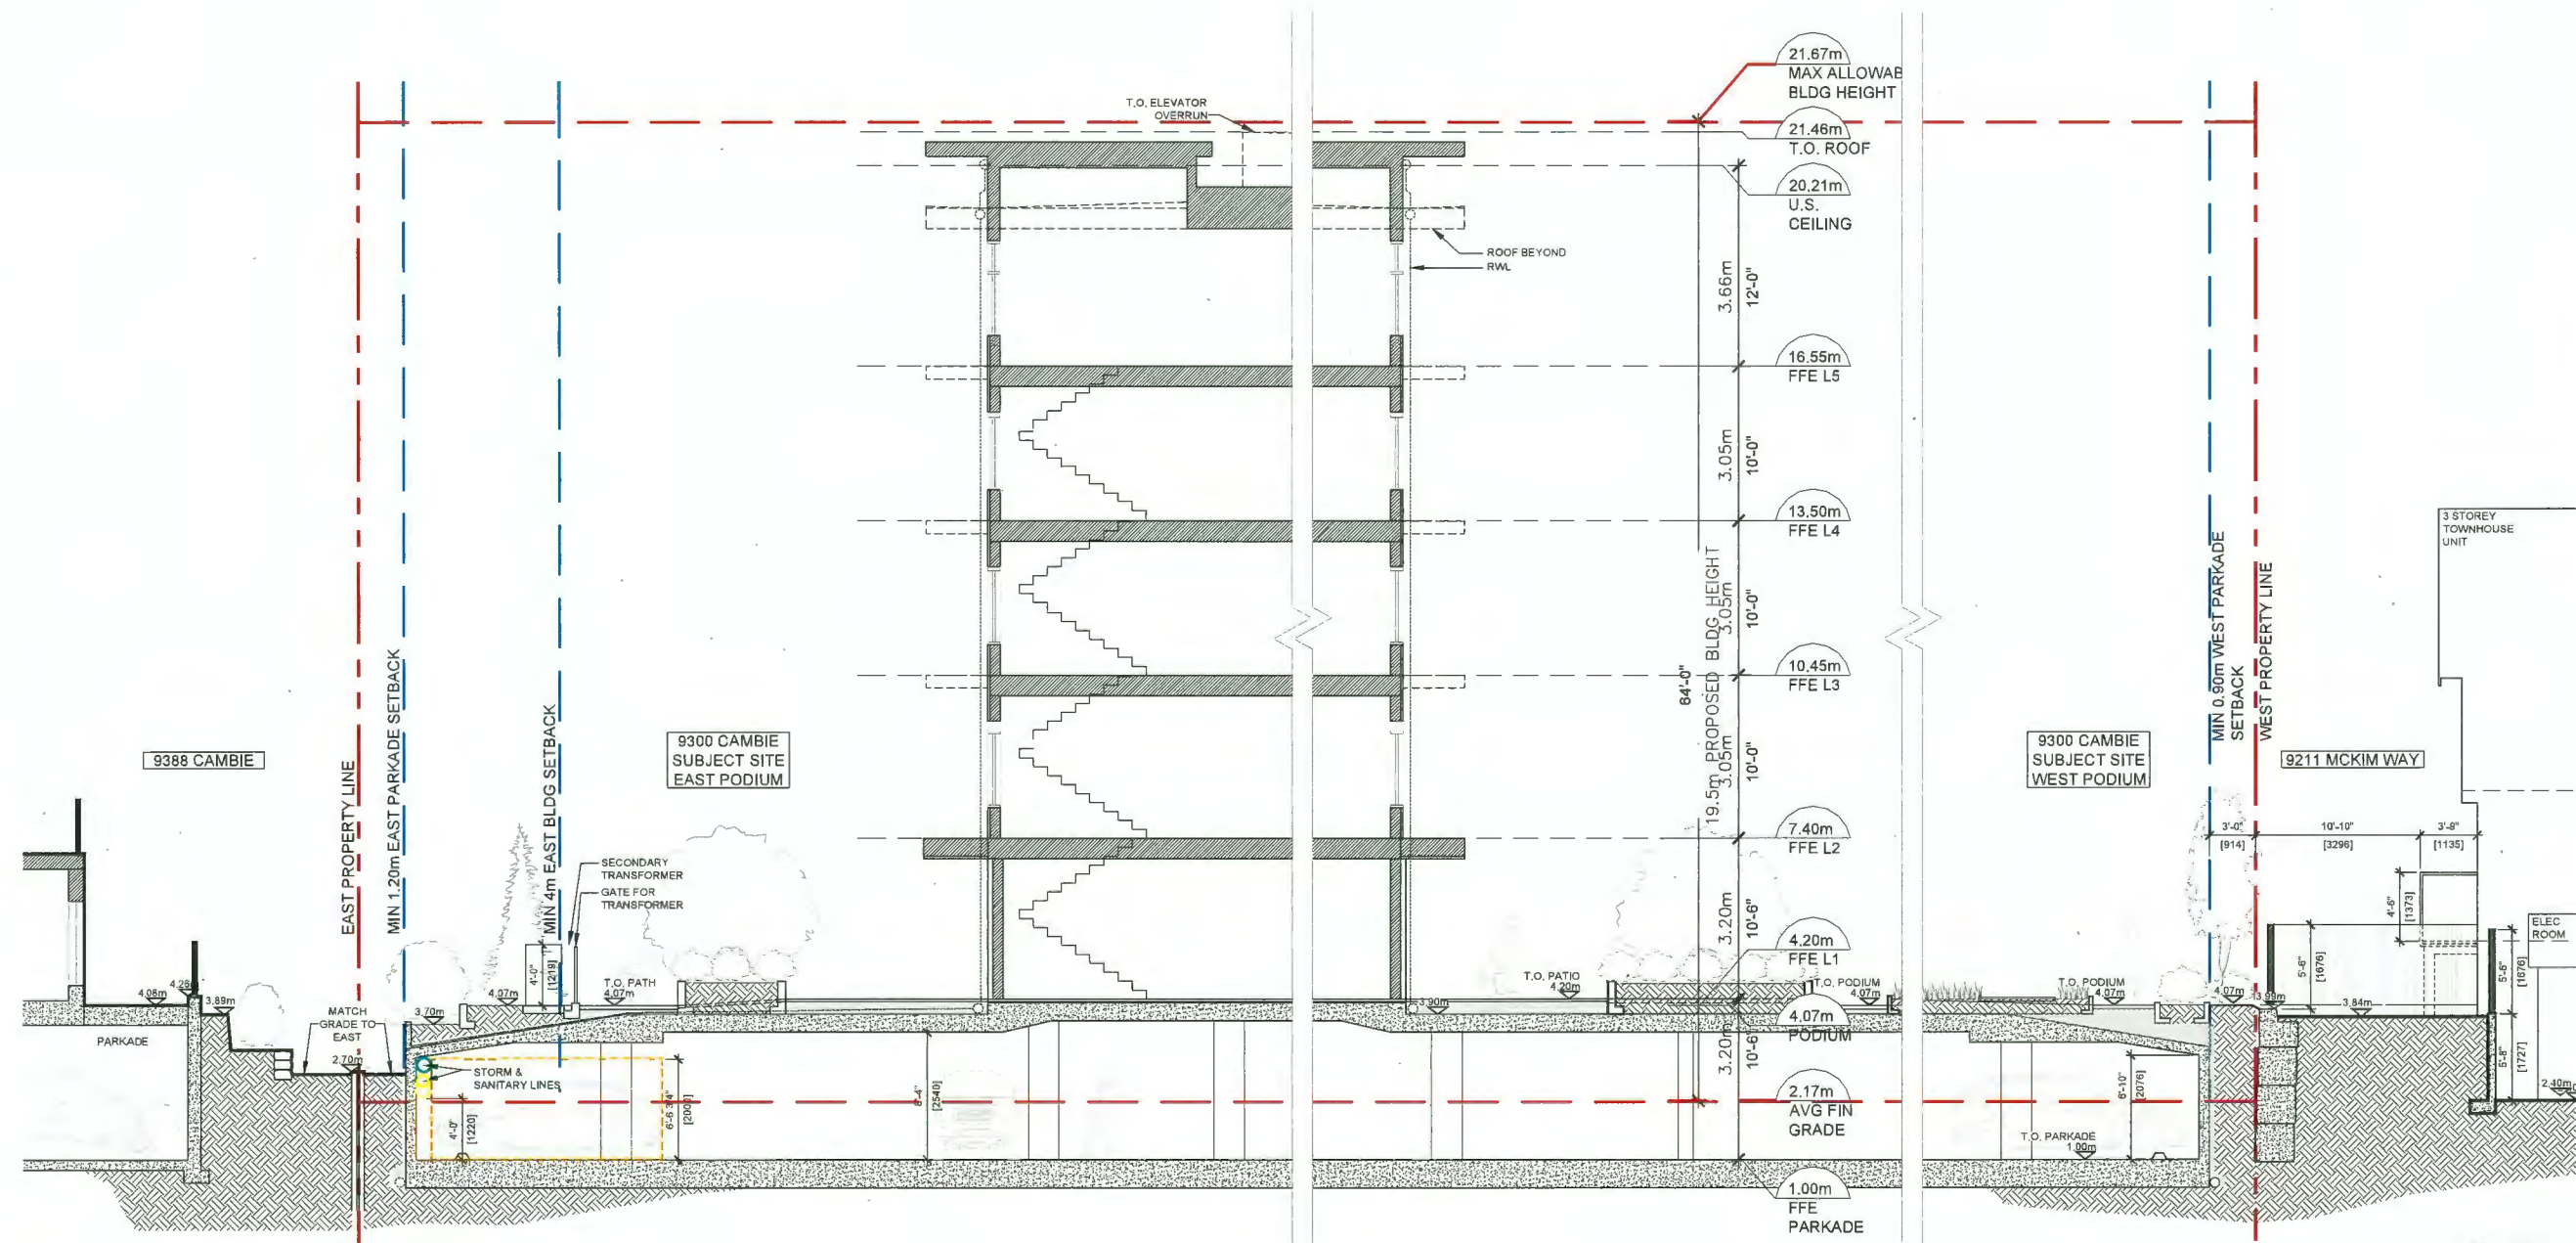 9388 CAMBIE
PARKADE
4.08m
4.26m
3.89m
MATCH
GRADE TO
EAST
2.70m
EAST PROPERTY LINE
MIN 1.20m EAST PARKADE SETBACK
MIN 4m EAST BLDG SETBACK
9300 CAMBIE
SUBJECT SITE
EAST PODIUM
SECONDARY
TRANSFORMER
GATE FOR
TRANSFORMER
3.70m
4.07m
4'-0"
[1219]
T.O. PATH
4.07m
STORM &
SANITARY LINES
4'-0"
[1220]
6'-6 3/4"
[2000]
8'-4"
[2540]
T.O. ELEVATOR
OVERRUN
ROOF BEYOND
RWL
3.90m
T.O. PATIO
4.20m
21.67m
MAX ALLOWAB
BLDG HEIGHT
21.46m
T.O. ROOF
20.21m
U.S.
CEILING
3.66m
12'-0"
16.55m
FFE L5
3.05m
10'-0"
13.50m
FFE L4
3.05m
10'-0"
10.45m
FFE L3
64'-0"
19.5m PROPOSED BLDG HEIGHT
3.05m
10'-0"
7.40m
FFE L2
3.20m
10'-6"
4.20m
FFE L1
T.O. PODIUM
4.07m
4.07m
PODIUM
3.20m
10'-6"
2.17m
AVG FIN
GRADE
1.00m
FFE
PARKADE
9300 CAMBIE
SUBJECT SITE
WEST PODIUM
T.O. PODIUM
4.07m
T.O. PARKADE
1.00m
6'-10"
[2076]
MIN 0.90m WEST PARKADE
SETBACK
WEST PROPERTY LINE
4.07m
3.99m
9211 MCKIM WAY
3'-0"
[914]
10'-10"
[3296]
3'-9"
[1135]
4'-6"
[1373]
5'-6"
[1676]
3.84m
5'-6"
[1676]
5'-8"
[1727]
3 STOREY
TOWNHOUSE
UNIT
ELEC
ROOM
2.40m